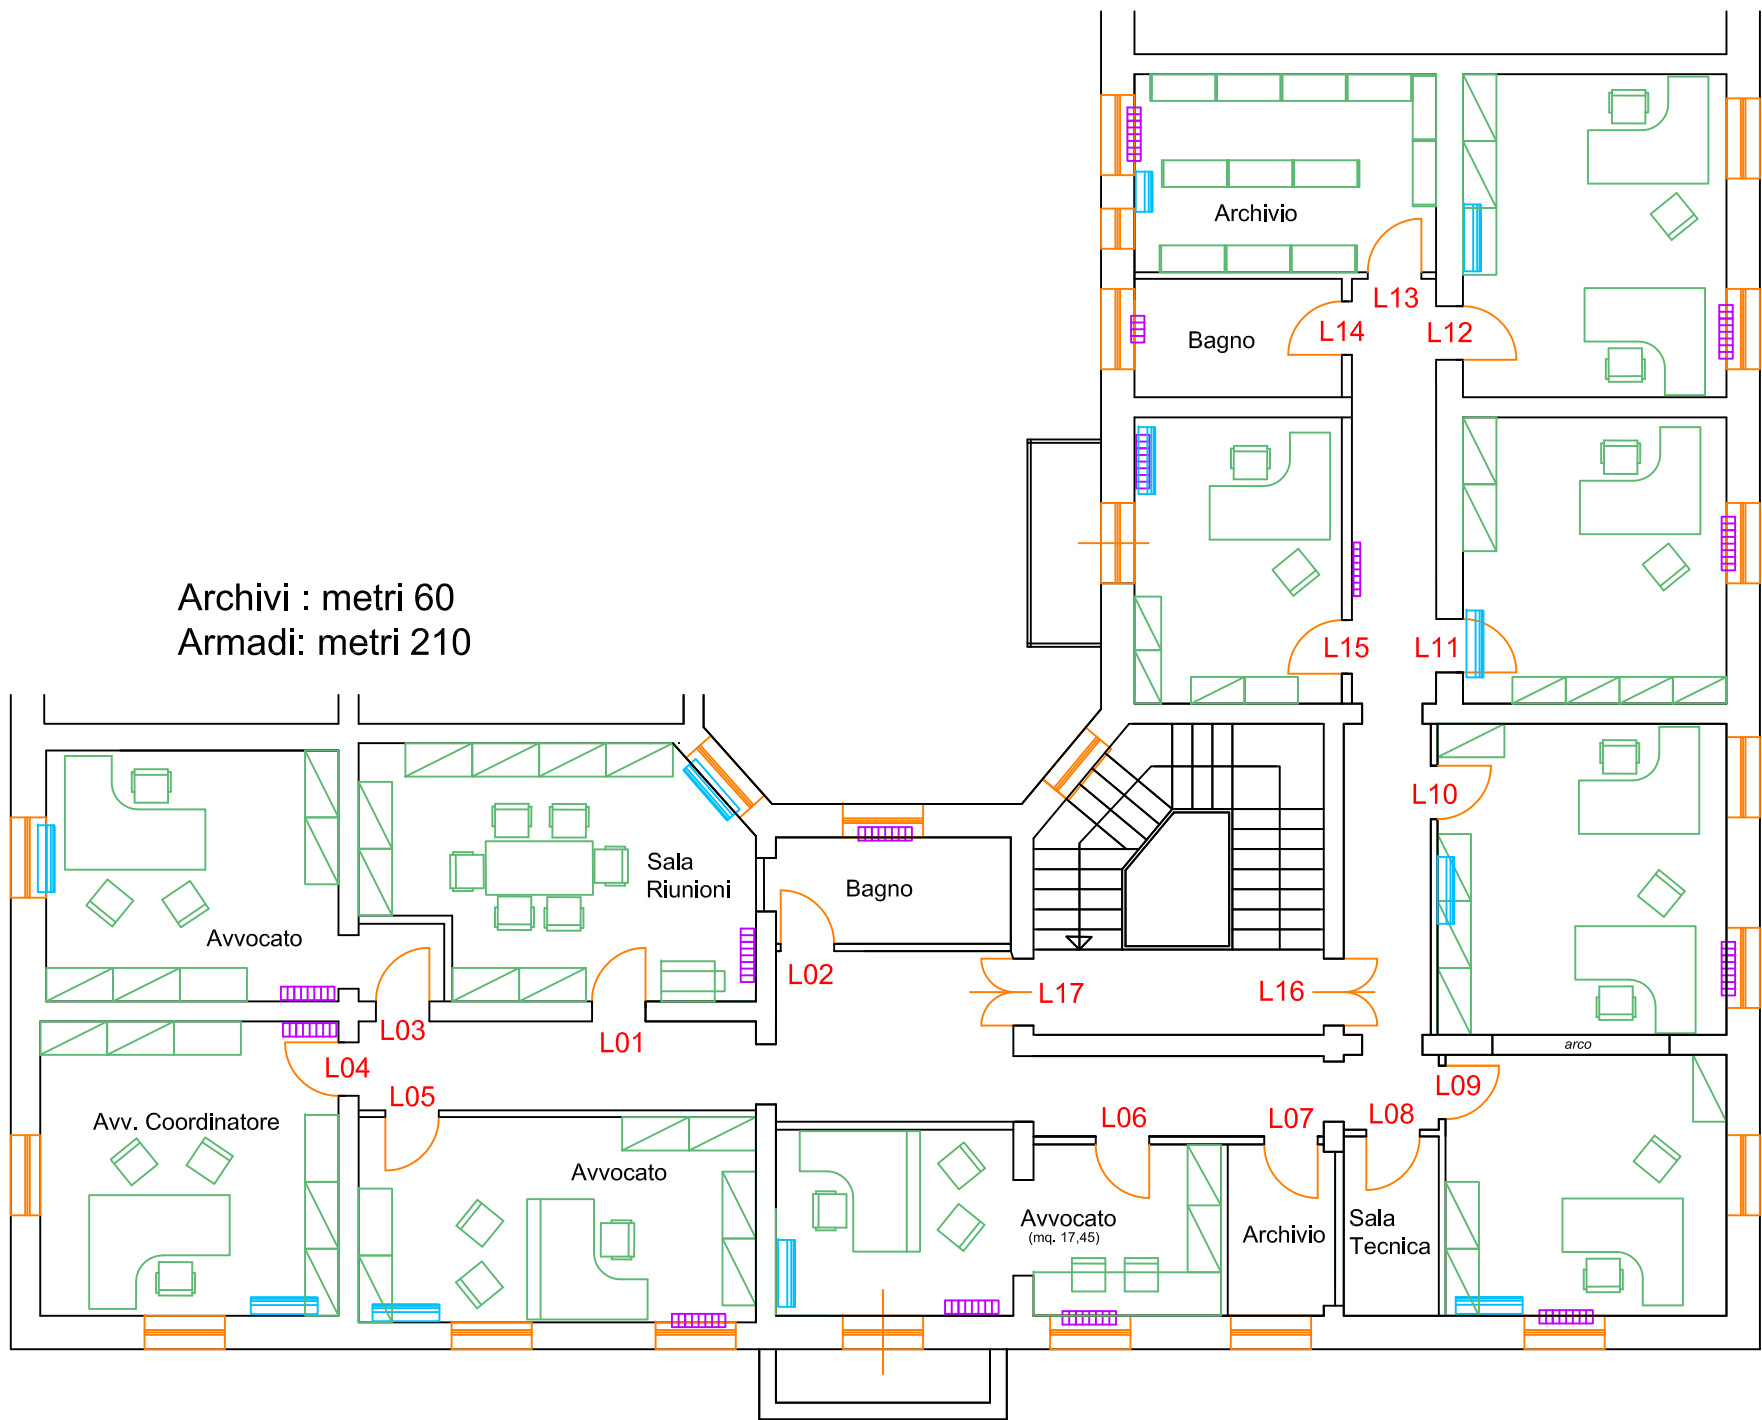 Archivio
L13
L14
L12
Bagno
Archivi : metri 60
Armadi: metri 210
L15
L11
L10
Sala
Riunioni
Bagno
Avvocato
L02
L17
L16
L03
L01
arco
L04
L05
L09
Avv. Coordinatore
L06
L07
L08
Avvocato
Avvocato
(mq. 17,45)
Archivio
Sala
Tecnica